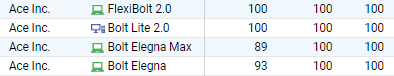 Ace Inc. FlexiBolt 2.0 100 100 100
Ace Inc. Bolt Lite 2.0 100 100 100
Ace Inc. Bolt Elegna Max 89 100 100
Ace Inc. Bolt Elegna 93 100 100